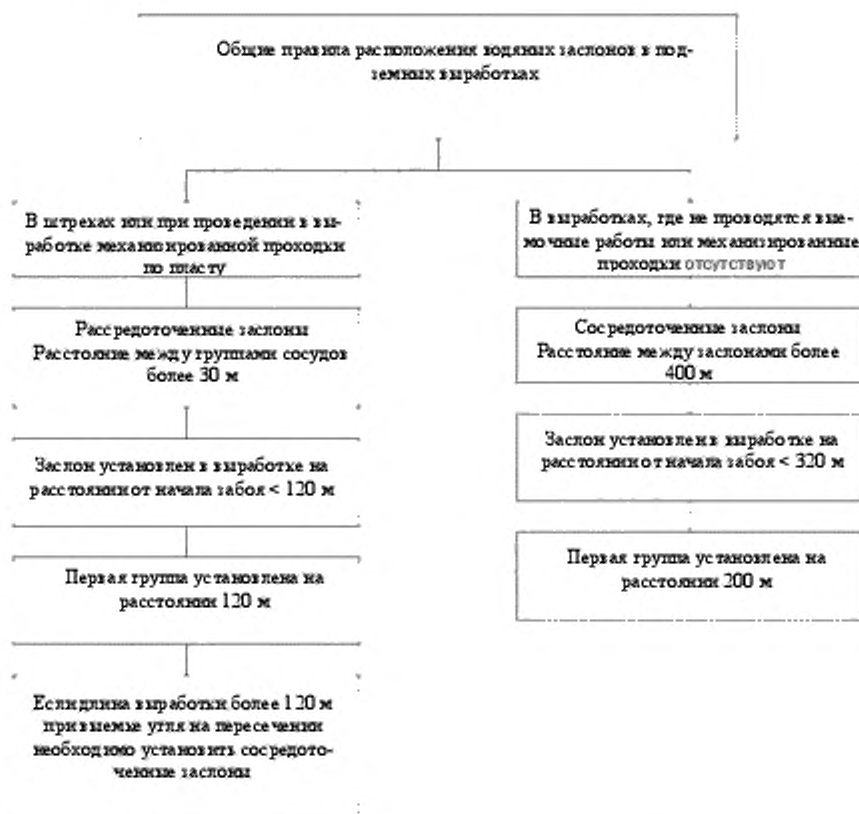 Общие правила расположения водяных заслонов в под-
земных выработках
В штреках или при проведении в вы-
работке механизированной проходки
по пласту
Рассредоточенные заслоны
Расстояние между группами сосудов
более 30 м
Заслон установлен в выработке на
расстоянии от начала забоя < 120 м
Первая группа установлена на
расстоянии 120 м
Если длина выработки более 120 м
при выемке угля на пересечении
необходимо установить сосредото-
ченные заслоны
В выработках, где не проводятся вые-
мочные работы или механизированные
проходки отсутствуют
Сосредоточенные заслоны
Расстояние между заслонами более
400 м
Заслон установлен в выработке на
расстоянии от начала забоя < 320 м
Первая группа установлена на
расстоянии 200 м